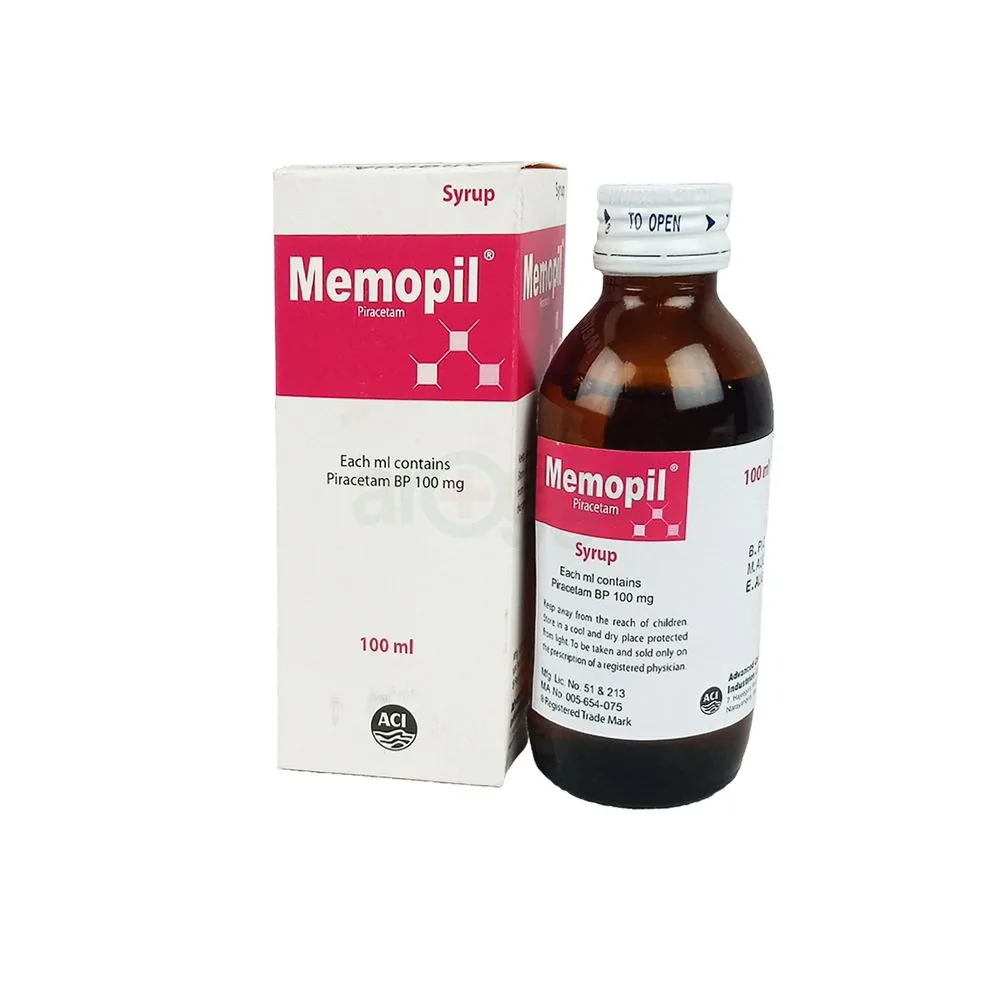 Syrup
Memopil®
Piracetam
Each ml contains
Piracetam BP 100 mg
100 ml
ACI
Memopil
TO OPEN
Memopil®
Piracetam
Syrup
Each ml contains
Piracetam BP 100 mg
Keep away from the reach of children.
Store in a cool and dry place protected
from light. To be taken and sold only on
the prescription of a registered physician.
Mfg. Lic. No. 51 & 213
MA No. 005-654-075
® Registered Trade Mark
100 ml
ACI